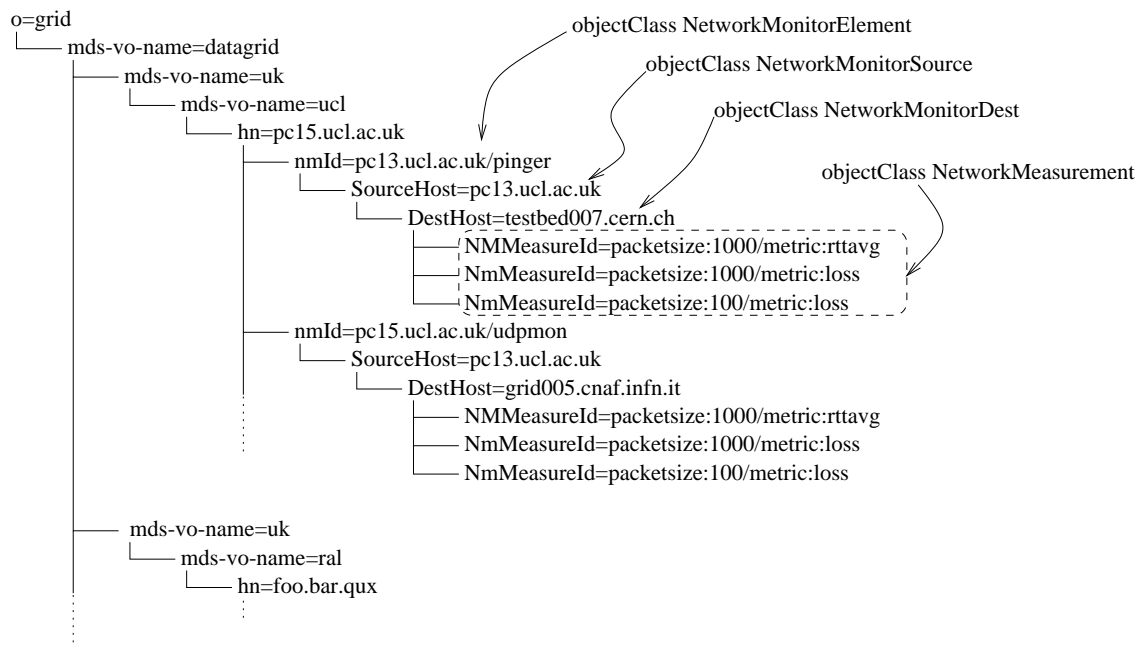 o=grid
objectClass NetworkMonitorElement
mds-vo-name=datagrid
objectClass NetworkMonitorSource
mds-vo-name=uk
mds-vo-name=ucl
objectClass NetworkMonitorDest
hn=pc15.ucl.ac.uk
nmId=pc13.ucl.ac.uk/pinger
objectClass NetworkMeasurement
SourceHost=pc13.ucl.ac.uk
DestHost=testbed007.cern.ch
NMMeasureId=packetsize:1000/metric:rttavg
NmMeasureId=packetsize:1000/metric:loss
NmMeasureId=packetsize:100/metric:loss
nmId=pc15.ucl.ac.uk/udpmon
SourceHost=pc13.ucl.ac.uk
DestHost=grid005.cnaf.infn.it
NMMeasureId=packetsize:1000/metric:rttavg
NmMeasureId=packetsize:1000/metric:loss
NmMeasureId=packetsize:100/metric:loss
mds-vo-name=uk
mds-vo-name=ral
hn=foo.bar.qux